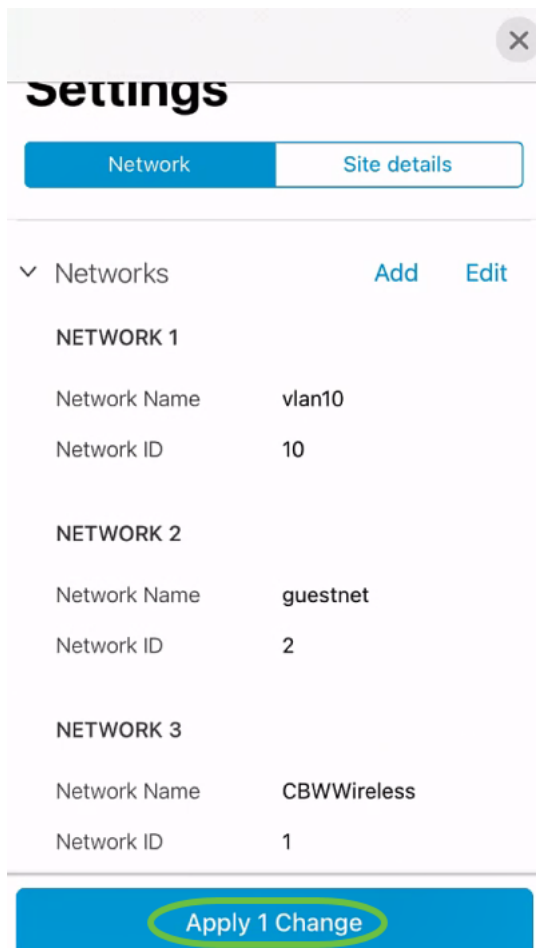 Settings
Network Site details
Networks Add Edit
NETWORK 1
Network Name vlan10
Network ID 10
NETWORK 2
Network Name guestnet
Network ID 2
NETWORK 3
Network Name CBWWireless
Network ID 1
Apply 1 Change